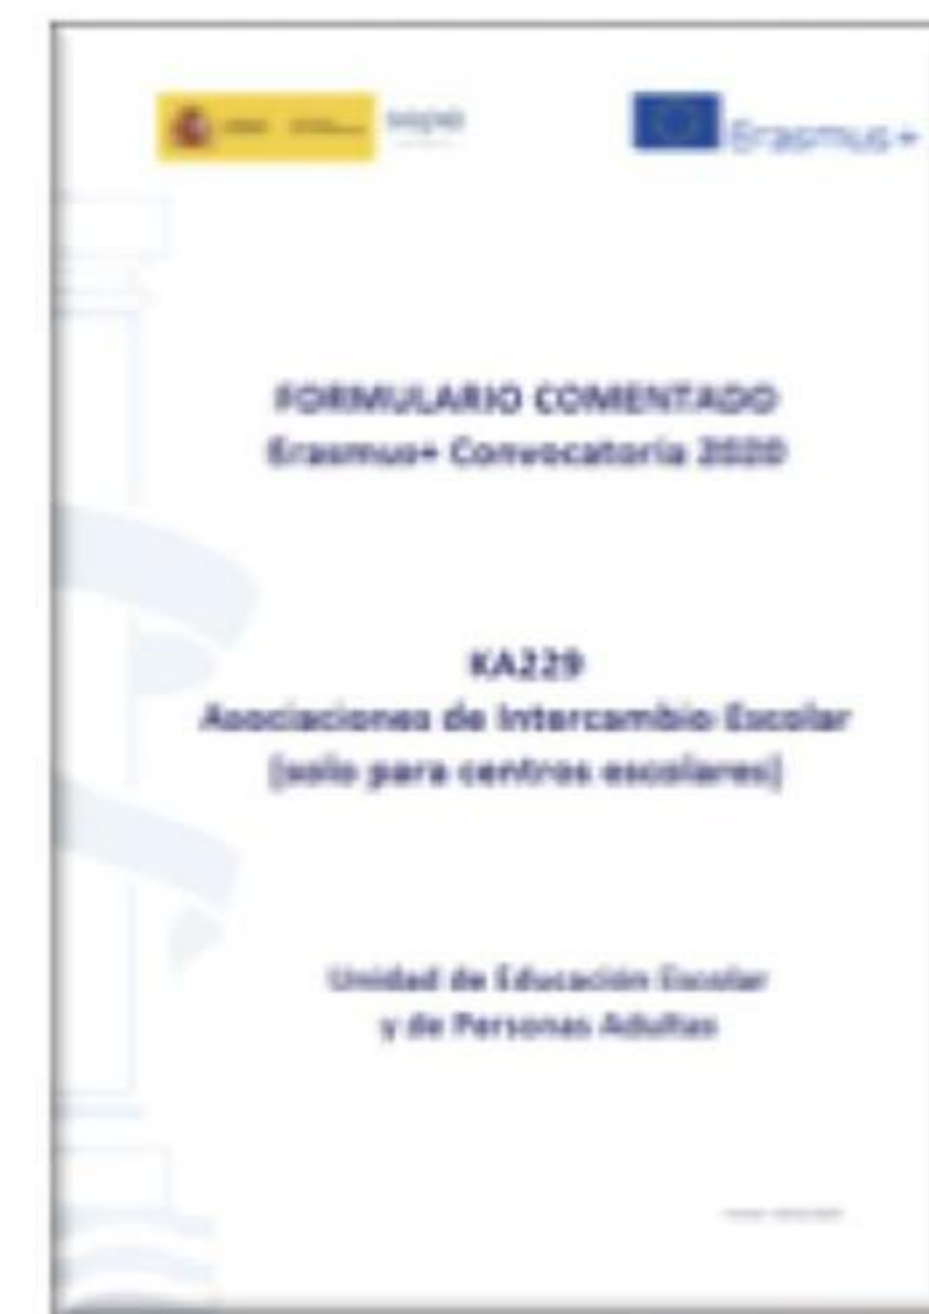 sepie
Erasmus+
FORMULARIO COMENTADO
Erasmus+ Convocatoria 2020
KA229
Asociaciones de Intercambio Escolar
(solo para centros escolares)
Unidad de Educación Escolar
y de Personas Adultas